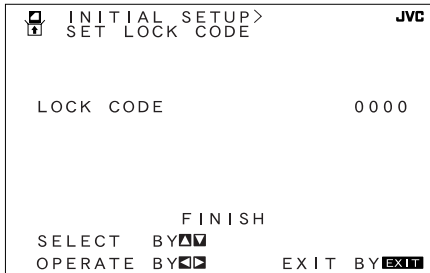 INITIAL SETUP> JVC
SET LOCK CODE
LOCK CODE 0000
FINISH
SELECT BY▲▼
OPERATE BY◀▶ EXIT BY EXIT